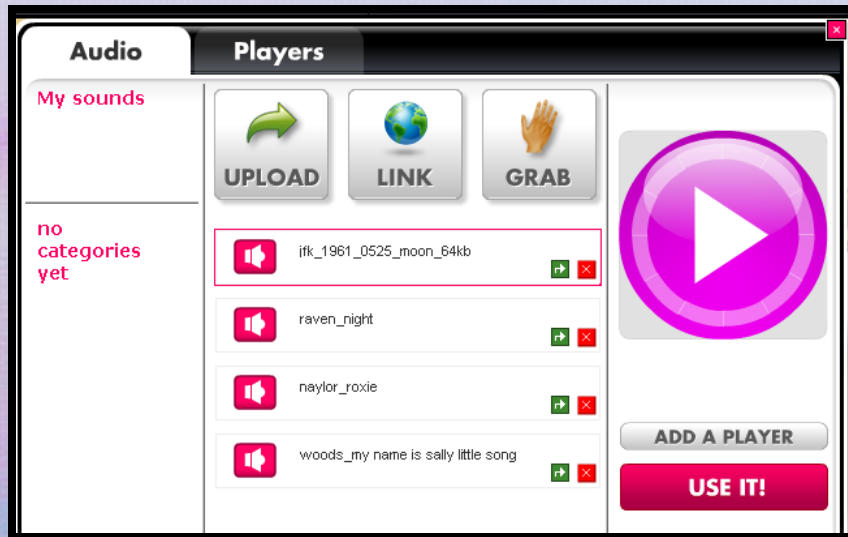 Audio
Players
My sounds
no
categories
yet
UPLOAD
LINK
GRAB
jfk_1961_0525_moon_64kb
raven_night
naylor_roxie
woods_my name is sally little song
ADD A PLAYER
USE IT!